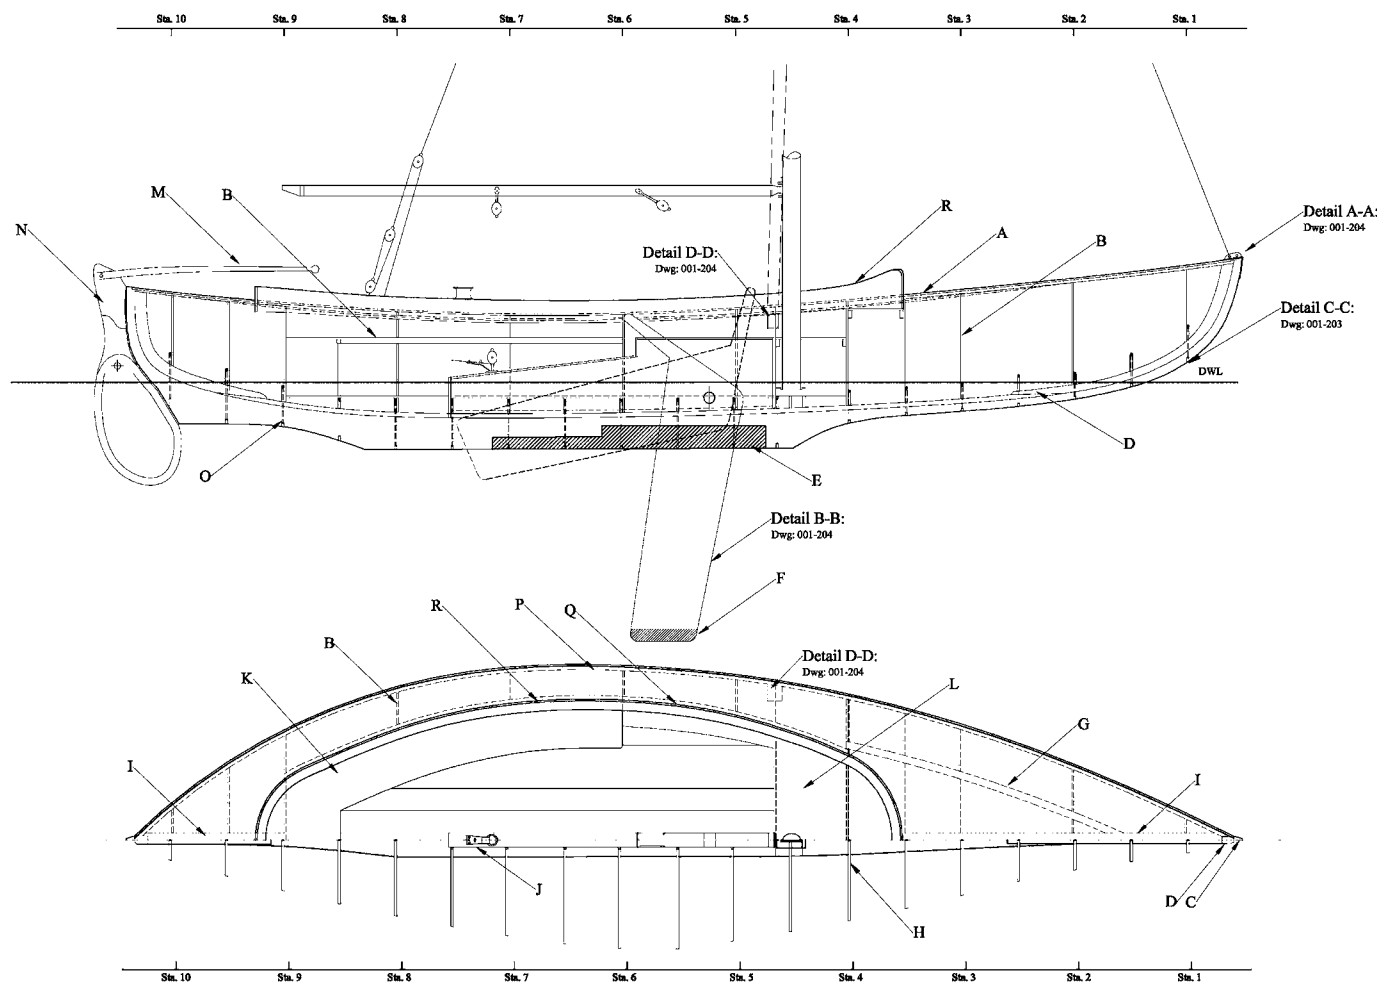 Sta. 10 Sta. 9 Sta. 8 Sta. 7 Sta. 6 Sta. 5 Sta. 4 Sta. 3 Sta. 2 Sta. 1
M
B
R
N
A
B
Detail A-A:
Dwg: 001-204
Detail D-D:
Dwg: 001-204
Detail C-C:
Dwg: 001-203
DWL
D
O
E
Detail B-B:
Dwg: 001-204
F
R
P
Q
B
K
Detail D-D:
Dwg: 001-204
L
G
I
I
J
H
D
C
Sta. 10 Sta. 9 Sta. 8 Sta. 7 Sta. 6 Sta. 5 Sta. 4 Sta. 3 Sta. 2 Sta. 1